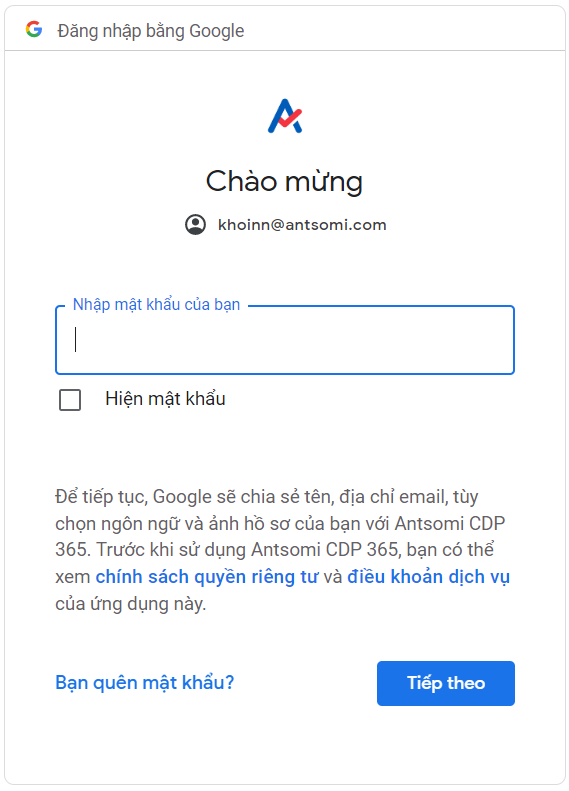 Đăng nhập bằng Google
Chào mừng
khoinn@antsomi.com
Nhập mật khẩu của bạn
Hiện mật khẩu
Để tiếp tục, Google sẽ chia sẻ tên, địa chỉ email, tùy
chọn ngôn ngữ và ảnh hồ sơ của bạn với Antsomi CDP
365. Trước khi sử dụng Antsomi CDP 365, bạn có thể
xem chính sách quyền riêng tư và điều khoản dịch vụ
của ứng dụng này.
Bạn quên mật khẩu?
Tiếp theo